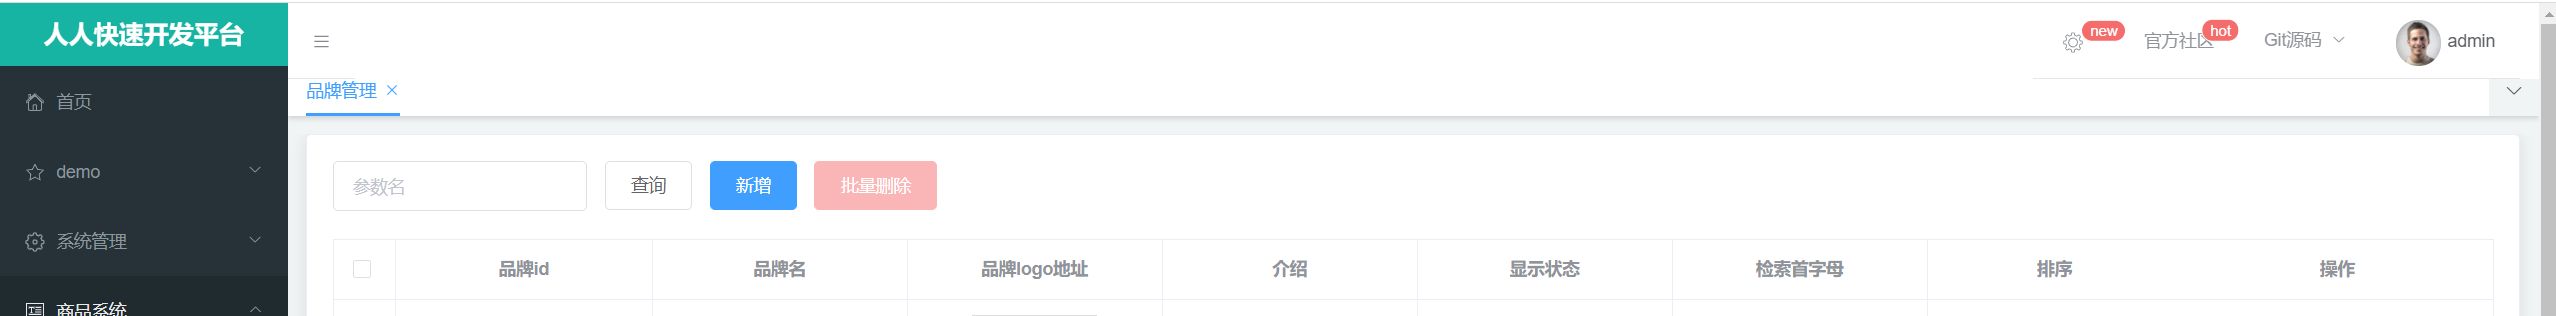 人人快速开发平台
new
官方社区
hot
Git源码
admin
首页
品牌管理
demo
参数名
查询
新增
批量删除
系统管理
品牌id
品牌名
品牌logo地址
介绍
显示状态
检索首字母
排序
操作
商品系统